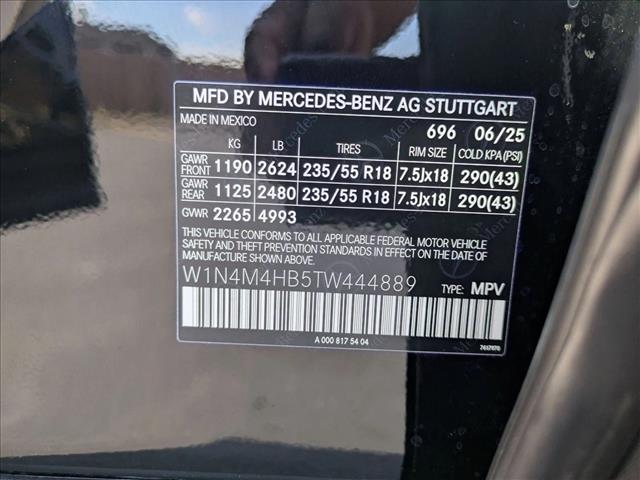 MFD BY MERCEDES-BENZ AG STUTTGART
MADE IN MEXICO 696 06/25
KG LB TIRES RIM SIZE COLD KPA (PSI)
GAWR FRONT 1190 2624 235/55 R18 7.5Jx18 290(43)
GAWR REAR 1125 2480 235/55 R18 7.5Jx18 290(43)
GVWR 2265 4993
THIS VEHICLE CONFORMS TO ALL APPLICABLE FEDERAL MOTOR VEHICLE
SAFETY AND THEFT PREVENTION STANDARDS IN EFFECT ON THE DATE OF
MANUFACTURE SHOWN ABOVE.
W1N4M4HB5TW444889 TYPE: MPV
A 000 817 54 04